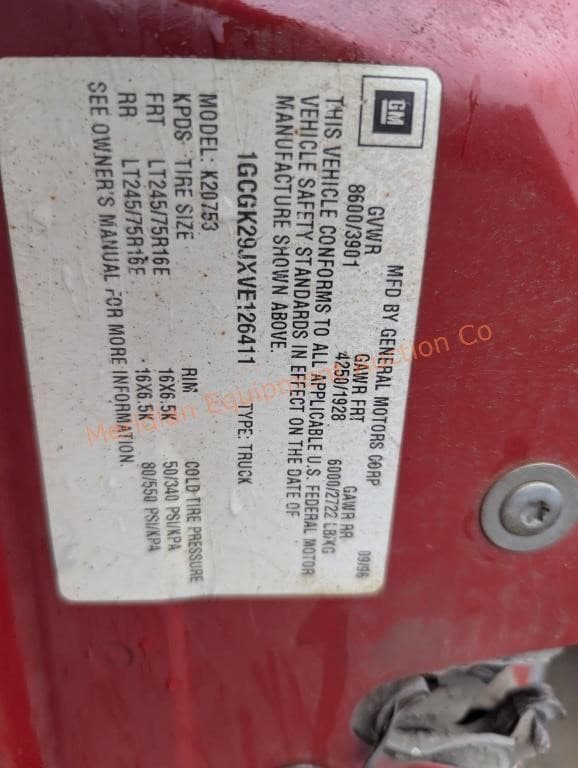 GM
MFD BY GENERAL MOTORS CORP
09/96
GVWR GAWR FRT GAWR RR
8600/3901 4250/1928 6000/2722 LB/KG
THIS VEHICLE CONFORMS TO ALL APPLICABLE U.S. FEDERAL MOTOR
VEHICLE SAFETY STANDARDS IN EFFECT ON THE DATE OF
MANUFACTURE SHOWN ABOVE.
1GCGK29JXVE126411 TYPE: TRUCK
MODEL: K20753
KPDS TIRE SIZE RIM COLD TIRE PRESSURE
FRT LT245/75R16E 16X6.5K 50/340 PSI/KPA
RR LT245/75R16E 16X6.5K 80/550 PSI/KPA
SEE OWNER'S MANUAL FOR MORE INFORMATION.
Meridian Equipment Auction Co